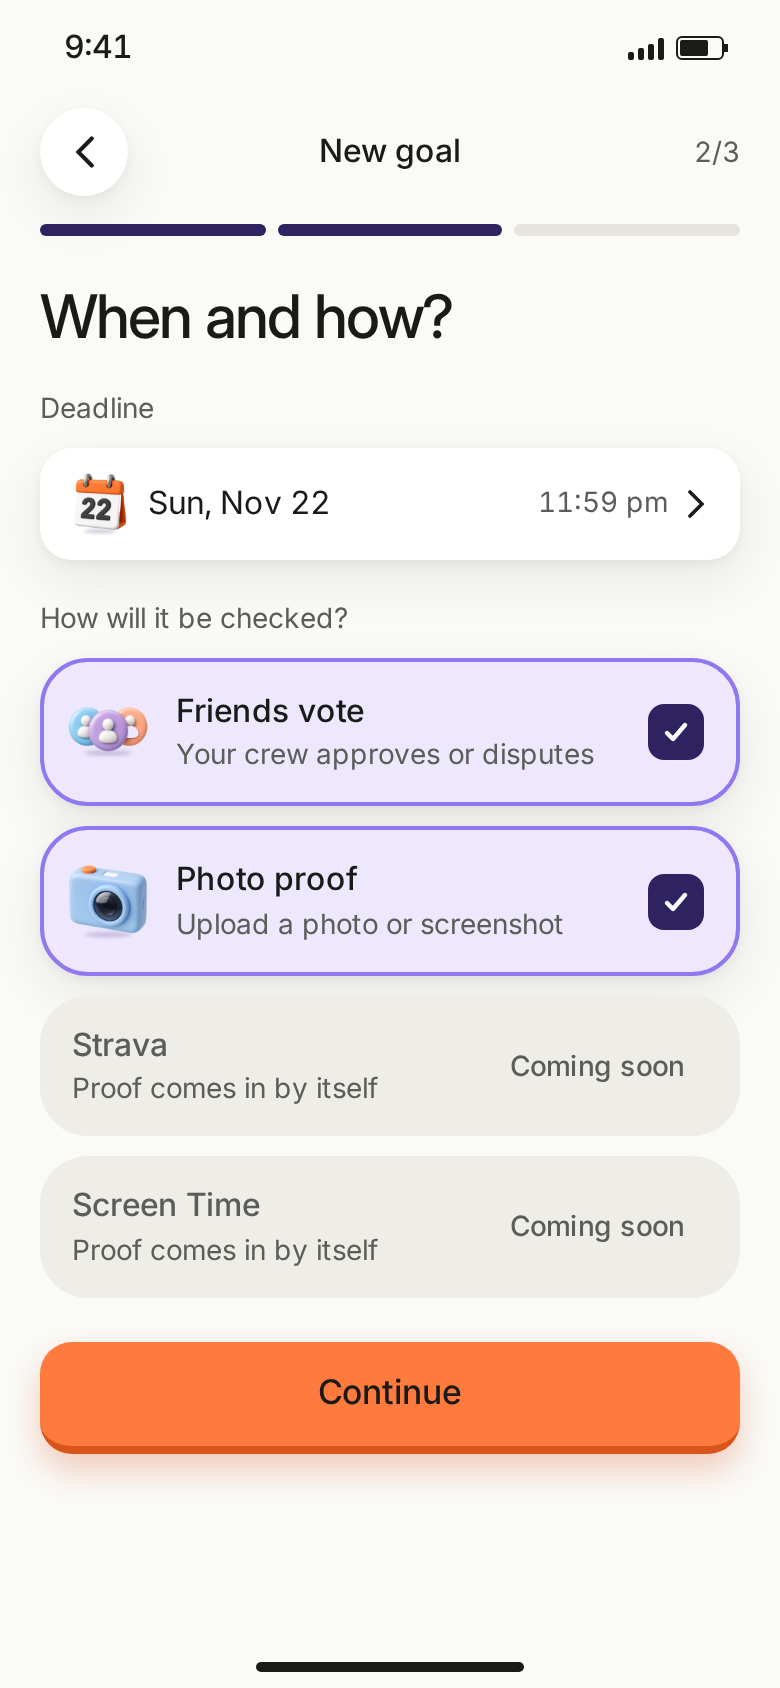 9:41
New goal
2/3
When and how?
Deadline
22
Sun, Nov 22
11:59 pm
How will it be checked?
Friends vote
Your crew approves or disputes
Photo proof
Upload a photo or screenshot
Strava
Proof comes in by itself
Coming soon
Screen Time
Proof comes in by itself
Coming soon
Continue